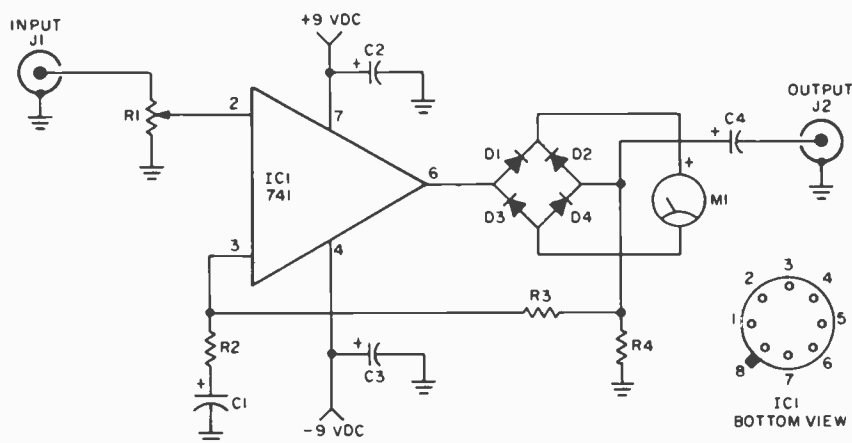 INPUT
J1
+9 VDC
C2
+
R1
2
7
IC1
741
6
3
4
D1
D2
D3
D4
+
C4
OUTPUT
J2
+
M1
R3
R2
R4
+
C1
+
C3
-9 VDC
1
2
3
4
5
6
7
8
IC1
BOTTOM VIEW